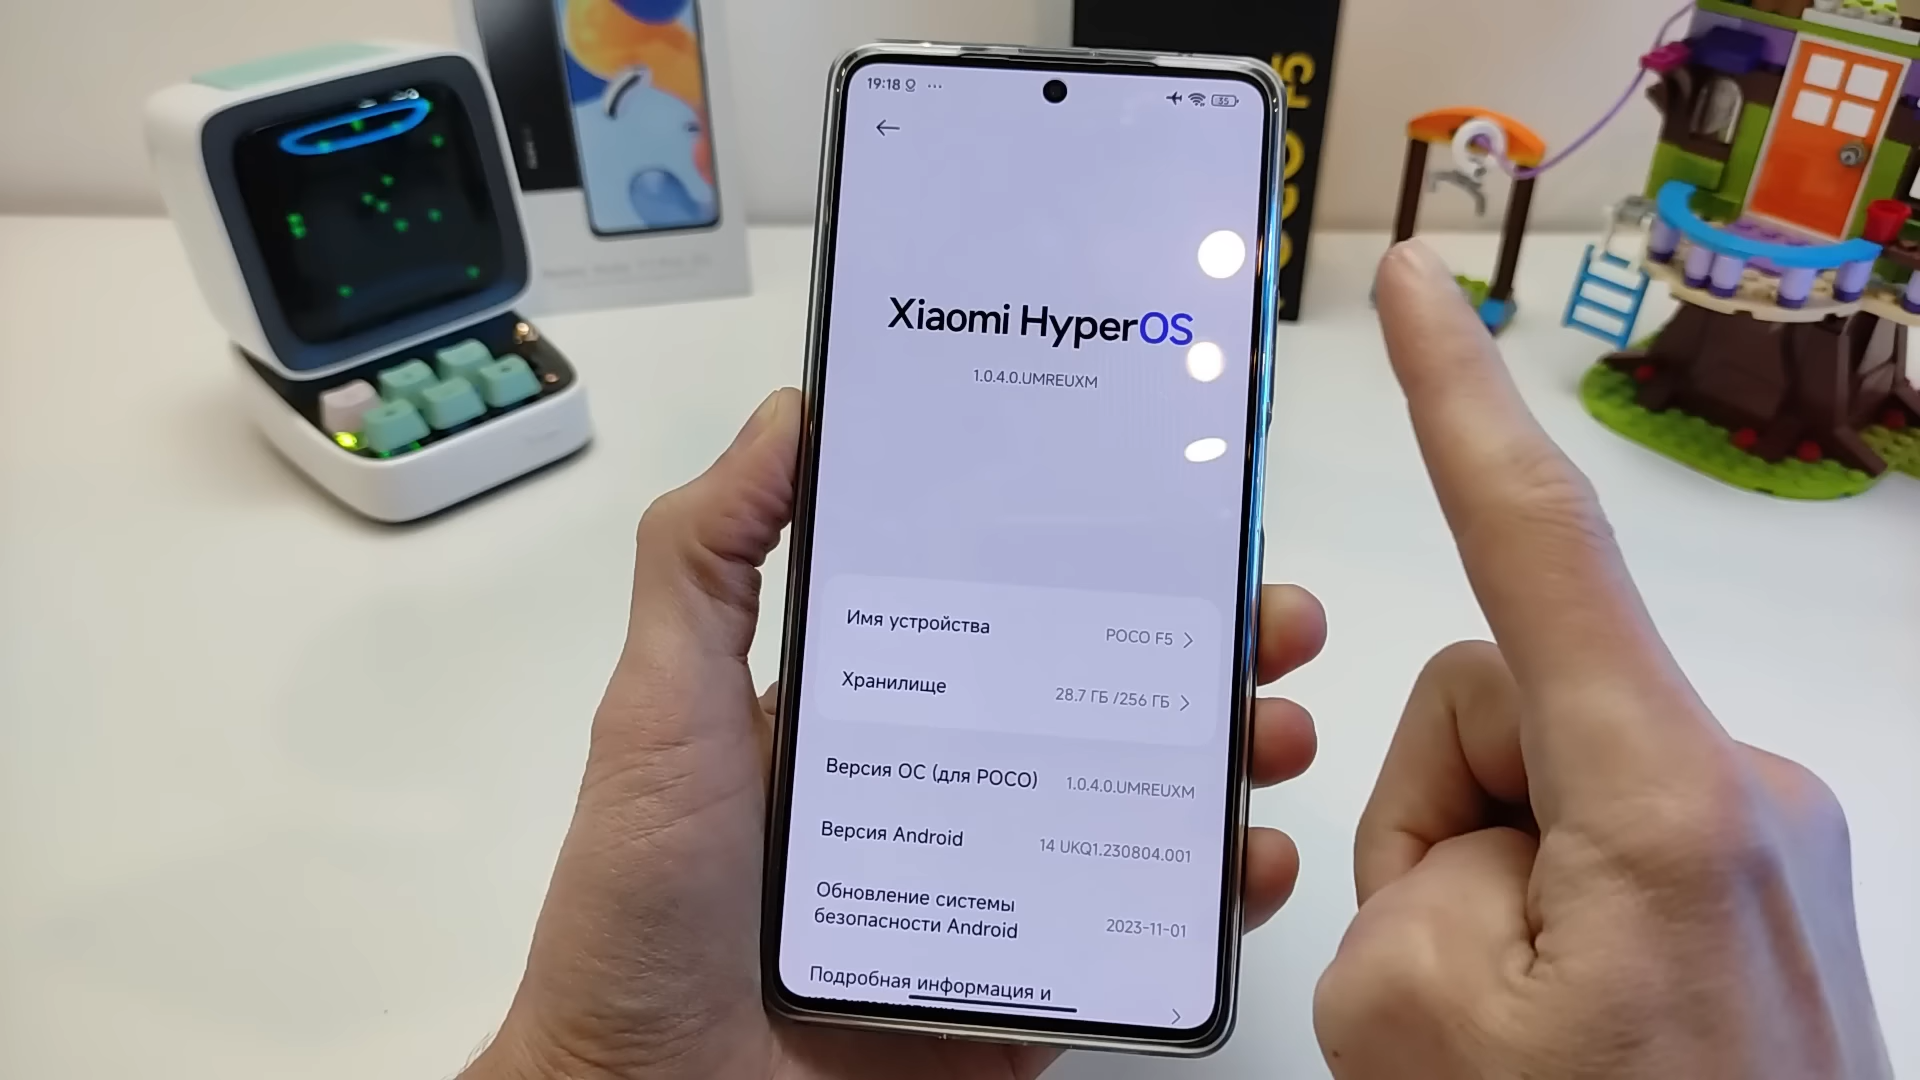 19:18
35
Xiaomi HyperOS
1.0.4.0.UMREUXM
Имя устройства
POCO F5
Хранилище
28.7 ГБ /256 ГБ
Версия ОС (для POCO)
1.0.4.0.UMREUXM
Версия Android
14 UKQ1.230804.001
Обновление системы
безопасности Android
2023-11-01
Подробная информация и
F5